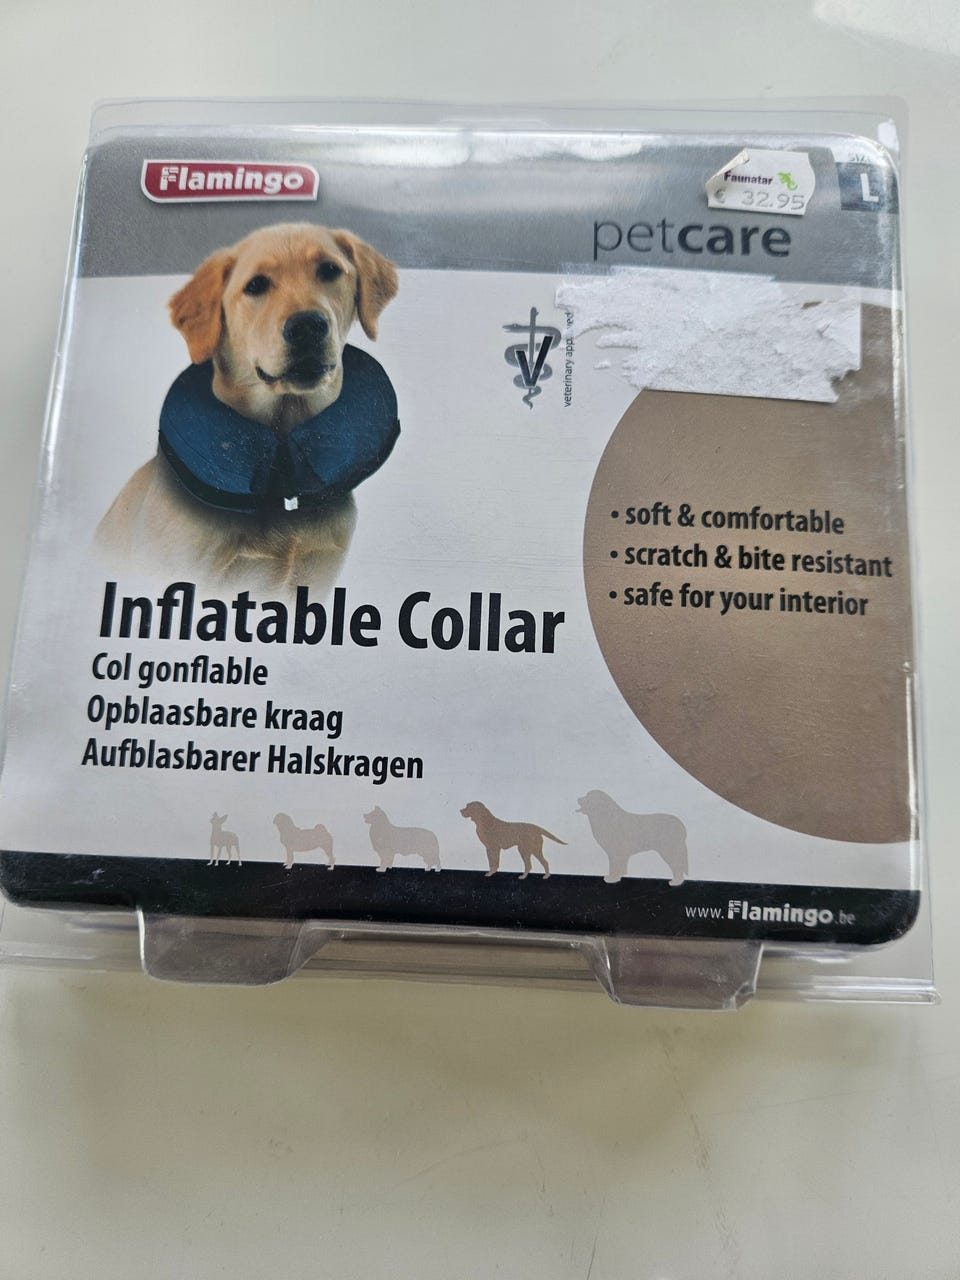 Flamingo
Faunatar
€ 32.95
SIZE
L
petcare
V
veterinary approved
• soft & comfortable
• scratch & bite resistant
• safe for your interior
Inflatable Collar
Col gonflable
Opblaasbare kraag
Aufblasbarer Halskragen
www.Flamingo.be